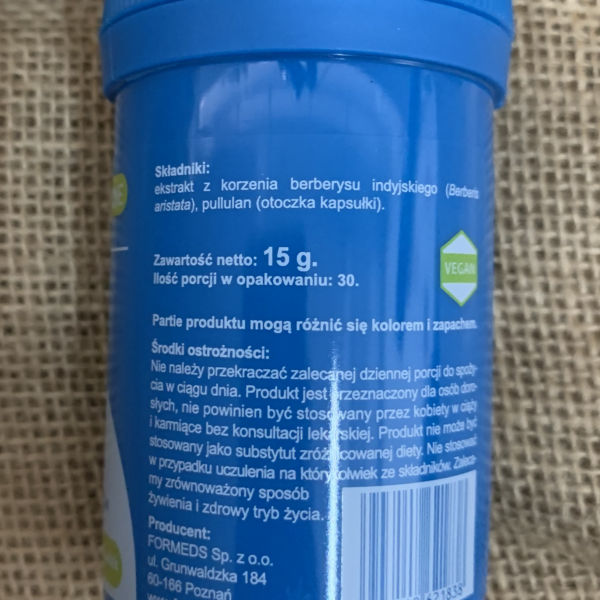 Składniki:
ekstrakt z korzenia berberysu indyjskiego (Berberis
aristata), pullulan (otoczka kapsułki).
Zawartość netto: 15 g.
Ilość porcji w opakowaniu: 30.
VEGAN
Partie produktu mogą różnić się kolorem i zapachem.
Środki ostrożności:
Nie należy przekraczać zalecanej dziennej porcji do spoży-
cia w ciągu dnia. Produkt jest przeznaczony dla osób doro-
słych, nie powinien być stosowany przez kobiety w ciąży
i karmiące bez konsultacji lekarskiej. Produkt nie może być
stosowany jako substytut zróżnicowanej diety. Nie stosować
w przypadku uczulenia na którykolwiek ze składników. Zaleca-
my zrównoważony sposób
żywienia i zdrowy tryb życia.
Producent:
FORMEDS Sp. z o.o.
ul. Grunwaldzka 184
60-166 Poznań